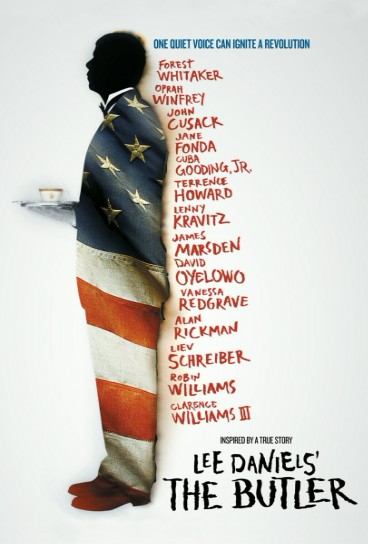 ONE QUIET VOICE CAN IGNITE A REVOLUTION
FOREST
WHITAKER
OPRAH
WINFREY
JOHN
CUSACK
JANE
FONDA
CUBA
GOODING, JR.
TERRENCE
HOWARD
LENNY
KRAVITZ
JAMES
MARSDEN
DAVID
OYELOWO
VANESSA
REDGRAVE
ALAN
RICKMAN
LIEV
SCHREIBER
ROBIN
WILLIAMS
CLARENCE
WILLIAMS III
INSPIRED BY A TRUE STORY
LEE DANIELS'
THE BUTLER